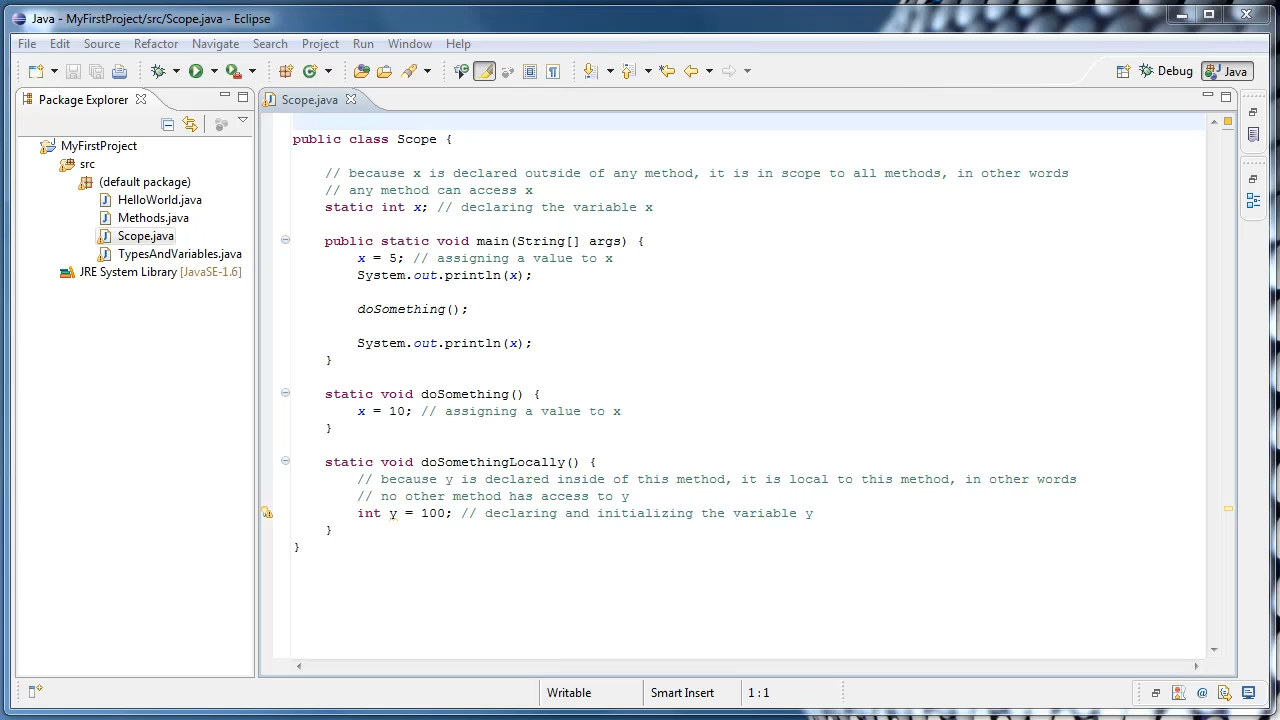 Java - MyFirstProject/src/Scope.java - Eclipse
File Edit Source Refactor Navigate Search Project Run Window Help
Debug Java
Package Explorer
Scope.java
MyFirstProject
src
(default package)
HelloWorld.java
Methods.java
Scope.java
TypesAndVariables.java
JRE System Library [JavaSE-1.6]
public class Scope {
// because x is declared outside of any method, it is in scope to all methods, in other words
// any method can access x
static int x; // declaring the variable x
public static void main(String[] args) {
x = 5; // assigning a value to x
System.out.println(x);
doSomething();
System.out.println(x);
}
static void doSomething() {
x = 10; // assigning a value to x
}
static void doSomethingLocally() {
// because y is declared inside of this method, it is local to this method, in other words
// no other method has access to y
int y = 100; // declaring and initializing the variable y
}
}
Writable Smart Insert 1 : 1